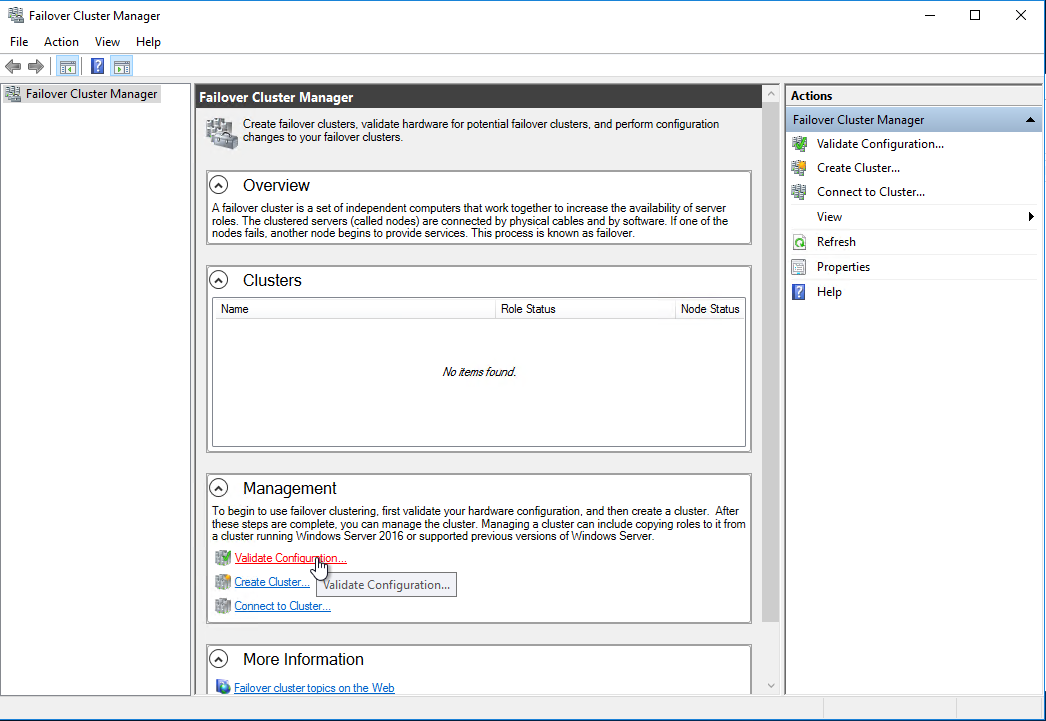 Failover Cluster Manager
File Action View Help
Failover Cluster Manager
Failover Cluster Manager
Create failover clusters, validate hardware for potential failover clusters, and perform configuration
changes to your failover clusters.
Overview
A failover cluster is a set of independent computers that work together to increase the availability of server
roles. The clustered servers (called nodes) are connected by physical cables and by software. If one of the
nodes fails, another node begins to provide services. This process is known as failover.
Clusters
Name Role Status Node Status
No items found.
Management
To begin to use failover clustering, first validate your hardware configuration, and then create a cluster. After
these steps are complete, you can manage the cluster. Managing a cluster can include copying roles to it from
a cluster running Windows Server 2016 or supported previous versions of Windows Server.
Validate Configuration...
Create Cluster...
Validate Configuration...
Connect to Cluster...
More Information
Failover cluster topics on the Web
Actions
Failover Cluster Manager
Validate Configuration...
Create Cluster...
Connect to Cluster...
View
Refresh
Properties
Help